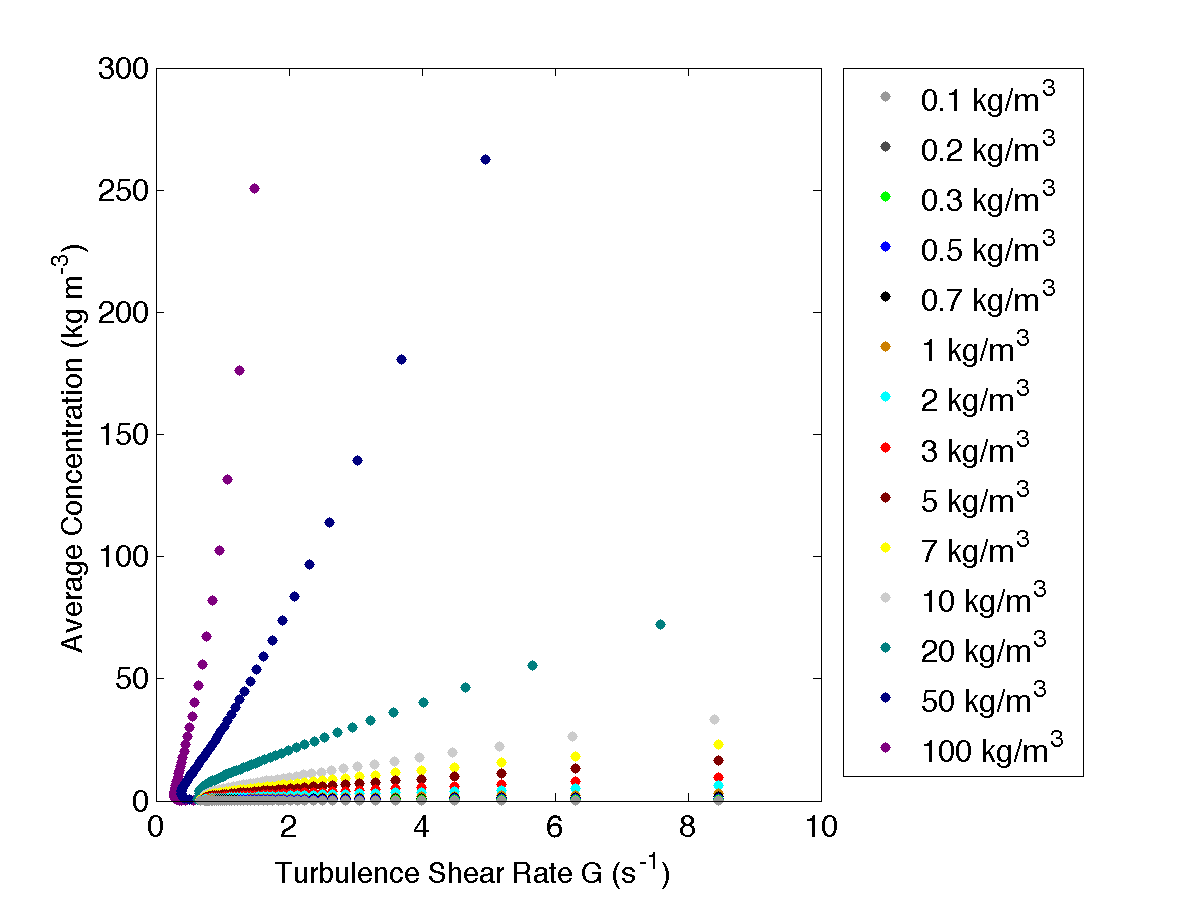 300
250
200
150
100
50
0
Average Concentration (kg m⁻³)
0 2 4 6 8 10
Turbulence Shear Rate G (s⁻¹)
0.1 kg/m³
0.2 kg/m³
0.3 kg/m³
0.5 kg/m³
0.7 kg/m³
1 kg/m³
2 kg/m³
3 kg/m³
5 kg/m³
7 kg/m³
10 kg/m³
20 kg/m³
50 kg/m³
100 kg/m³